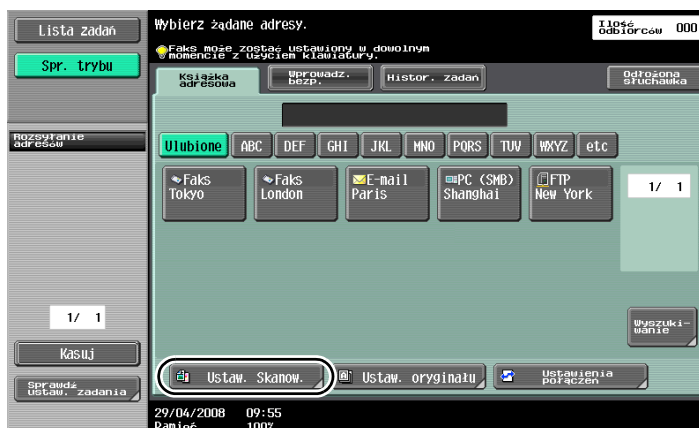 Lista zadań
Spr. trybu
Rozsyłanie
adresów
1/ 1
Kasuj
Sprawdź
ustaw. zadania
Wybierz żądane adresy.
Faks może zostać ustawiony w dowolnym
momencie z użyciem klawiatury.
Ilość
odbiorców 000
Książka
adresowa
Wprowadz.
bezp.
Histor. zadań
Odłożona
słuchawka
Ulubione ABC DEF GHI JKL MNO PQRS TUV WXYZ etc
Faks
Tokyo
Faks
London
E-mail
Paris
PC (SMB)
Shanghai
FTP
New York
1/ 1
Wyszuki-
wanie
Ustaw. Skanow.
Ustaw. oryginału
Ustawienia
połączeń
29/04/2008 09:55
Pamięć 100%